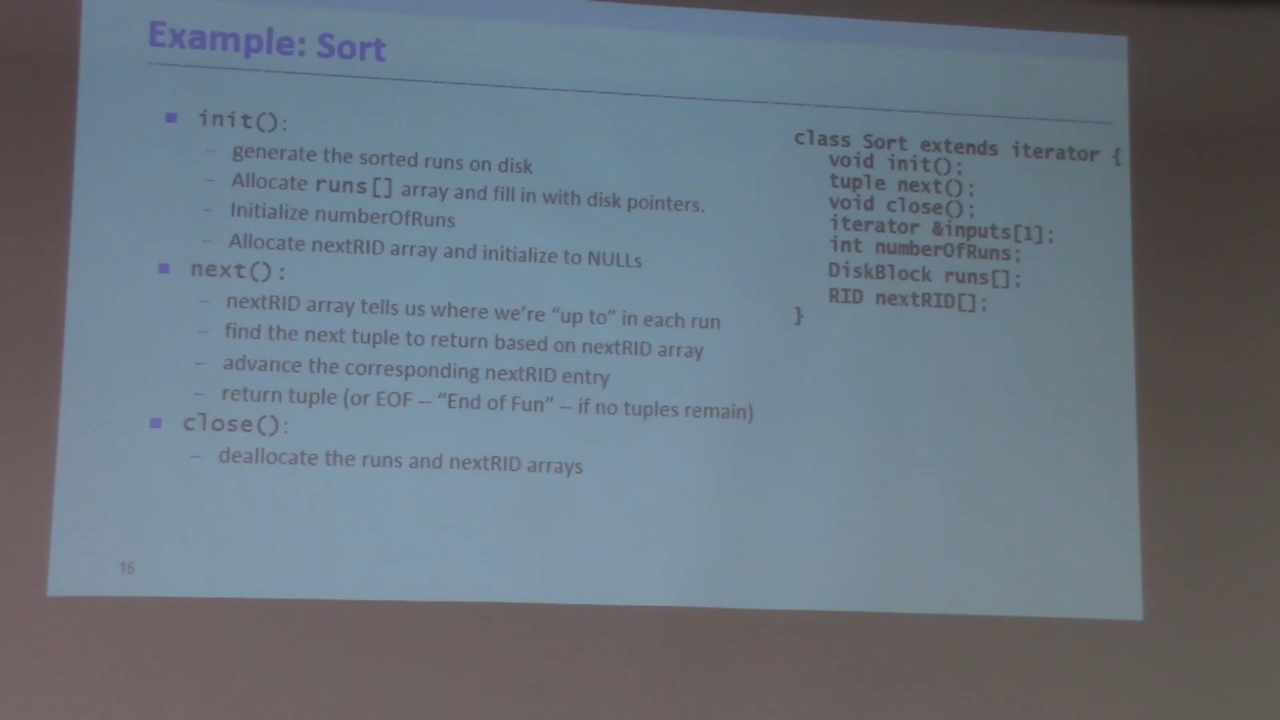 Example: Sort
init():
– generate the sorted runs on disk
– Allocate runs[] array and fill in with disk pointers.
– Initialize numberOfRuns
– Allocate nextRID array and initialize to NULLs
next():
– nextRID array tells us where we're “up to” in each run
– find the next tuple to return based on nextRID array
– advance the corresponding nextRID entry
– return tuple (or EOF -- “End of Fun” -- if no tuples remain)
close():
– deallocate the runs and nextRID arrays
class Sort extends iterator {
void init();
tuple next();
void close();
iterator &inputs[1];
int numberOfRuns;
DiskBlock runs[];
RID nextRID[];
}
15